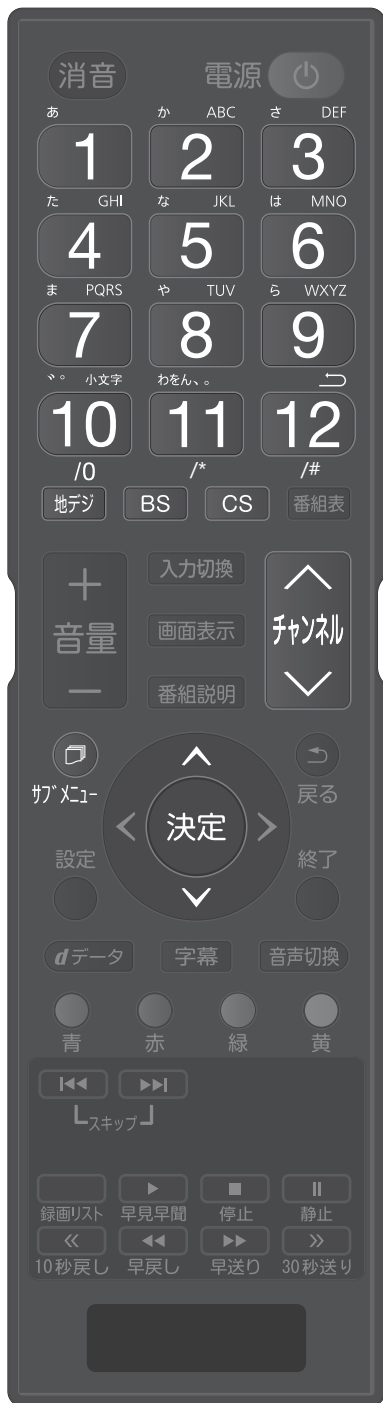 消音 電源
あ か ABC さ DEF
1 2 3
た GHI な JKL は MNO
4 5 6
ま PQRS や TUV ら WXYZ
7 8 9
゛゜ 小文字 わをん、。
10 11 12
/0 /* /#
地デジ BS CS 番組表
入力切換
+
音量
−
画面表示
チャンネル
番組説明
サブメニュー
戻る
決定
設定 終了
dデータ 字幕 音声切換
青 赤 緑 黄
スキップ
録画リスト 早見早聞 停止 静止
10秒戻し 早戻し 早送り 30秒送り